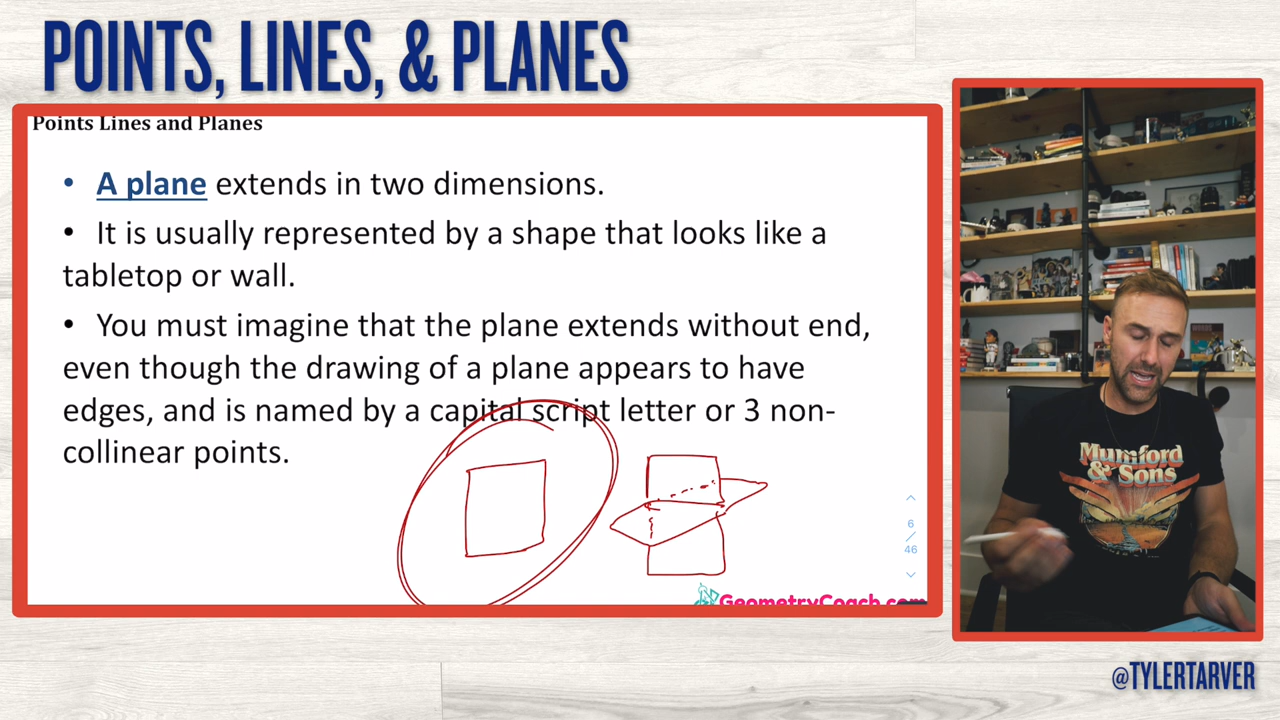 POINTS, LINES, & PLANES
Points Lines and Planes
• A plane extends in two dimensions.
• It is usually represented by a shape that looks like a
tabletop or wall.
• You must imagine that the plane extends without end,
even though the drawing of a plane appears to have
edges, and is named by a capital script letter or 3 non-
collinear points.
6
/
46
GeometryCoach.com
Mumford
& Sons
@TYLERTARVER